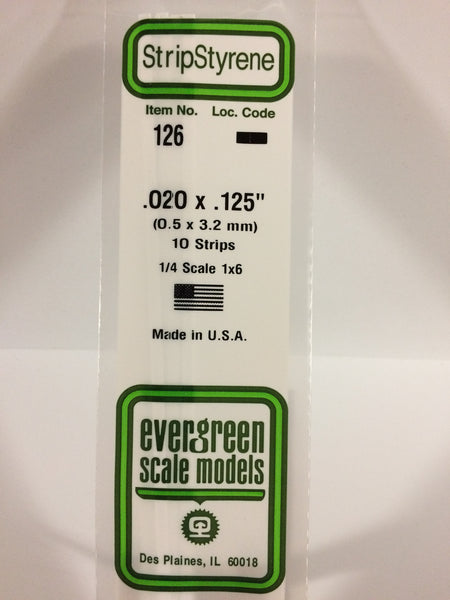 StripStyrene
Item No. Loc. Code
126
.020 x .125"
(0.5 x 3.2 mm)
10 Strips
1/4 Scale 1x6
Made in U.S.A.
evergreen
scale models
Des Plaines, IL 60018